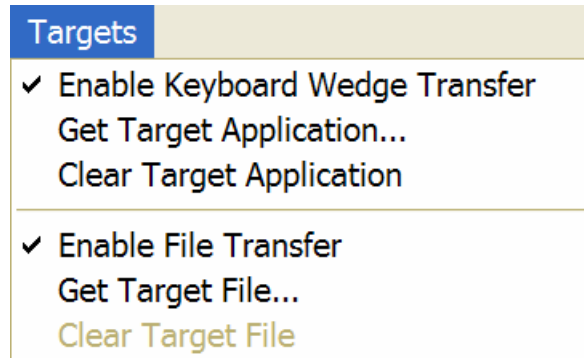 Targets
✓ Enable Keyboard Wedge Transfer
Get Target Application...
Clear Target Application
✓ Enable File Transfer
Get Target File...
Clear Target File